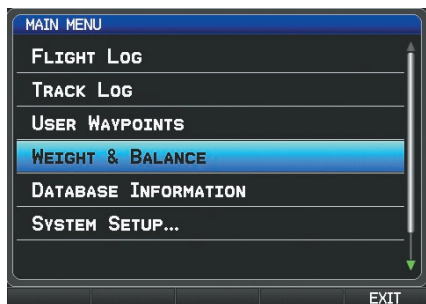 MAIN MENU
FLIGHT LOG
TRACK LOG
USER WAYPOINTS
WEIGHT & BALANCE
DATABASE INFORMATION
SYSTEM SETUP...
EXIT